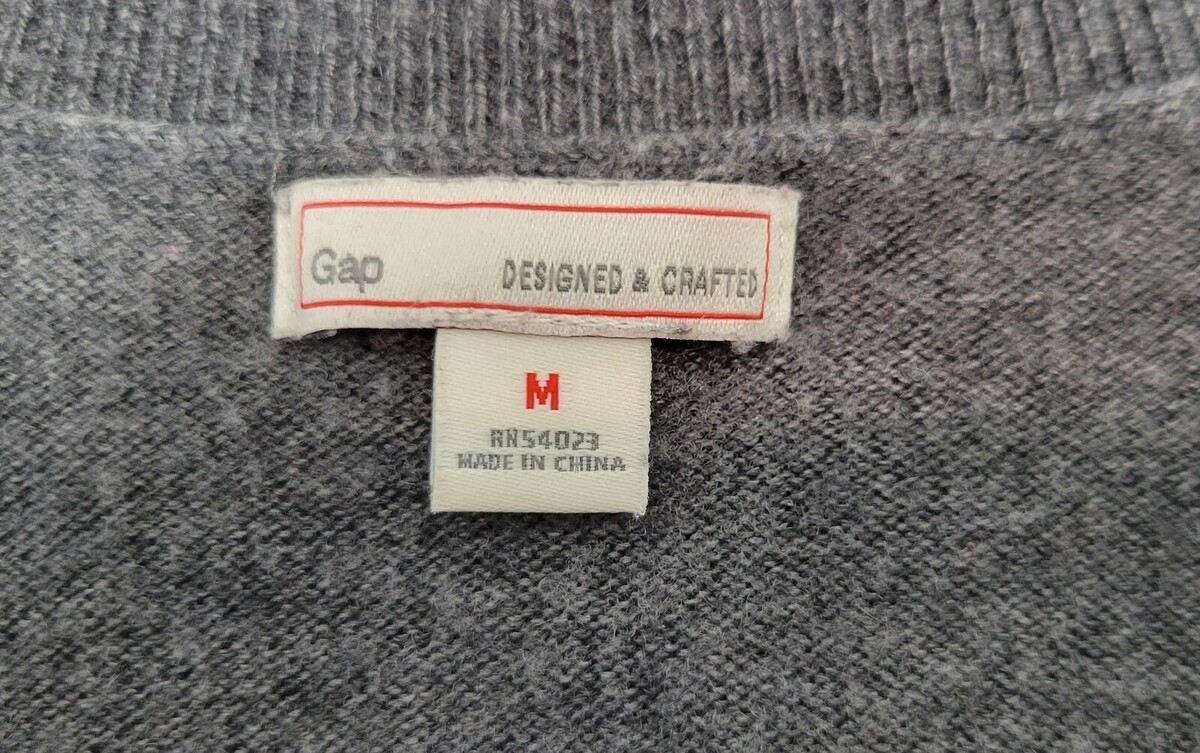 Gap DESIGNED & CRAFTED
M
RN54023
MADE IN CHINA